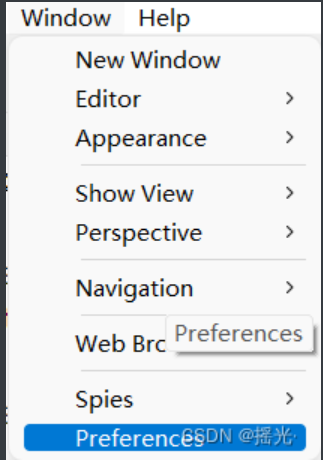 Window Help
New Window
Editor
Appearance
Show View
Perspective
Navigation
Preferences
Web Bro
Spies
Preferences
CSDN @摇光·